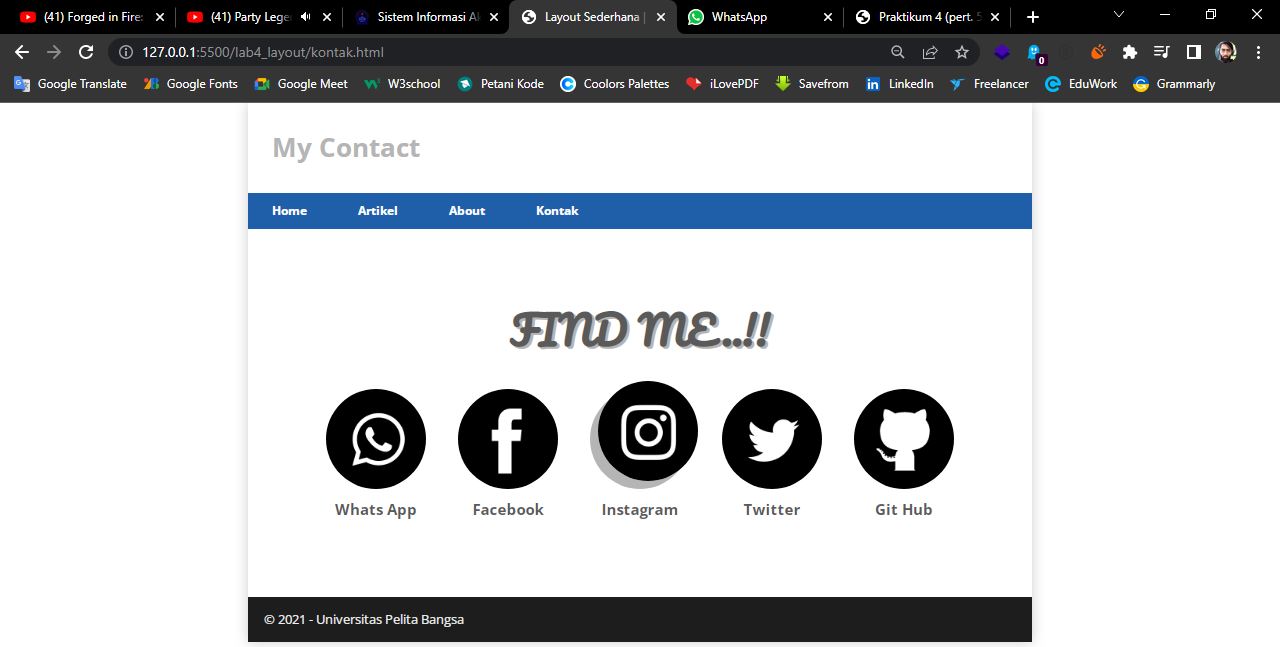 (41) Forged in Fire:
(41) Party Lege
Sistem Informasi Ak
Layout Sederhana |
WhatsApp
Praktikum 4 (pert. 5
127.0.0.1:5500/lab4_layout/kontak.html
0
Google Translate
Google Fonts
Google Meet
W3school
Petani Kode
Coolors Palettes
iLovePDF
Savefrom
LinkedIn
Freelancer
EduWork
Grammarly
My Contact
Home Artikel About Kontak
FIND ME..!!
Whats App Facebook Instagram Twitter Git Hub
© 2021 - Universitas Pelita Bangsa